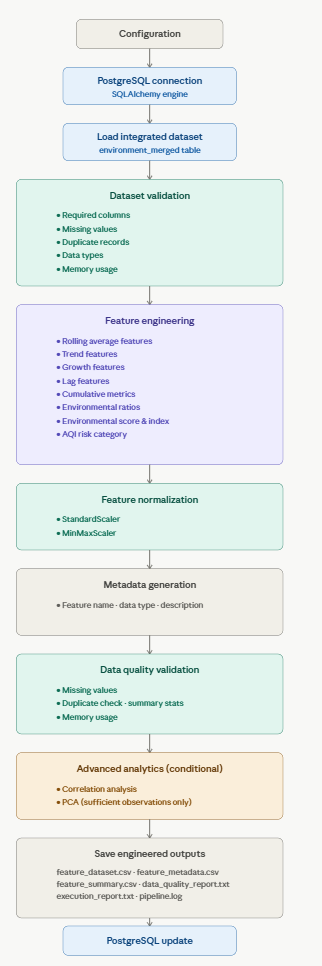 Configuration
PostgreSQL connection
SQLAlchemy engine
Load integrated dataset
environment_merged table
Dataset validation
• Required columns
• Missing values
• Duplicate records
• Data types
• Memory usage
Feature engineering
• Rolling average features
• Trend features
• Growth features
• Lag features
• Cumulative metrics
• Environmental ratios
• Environmental score & index
• AQI risk category
Feature normalization
• StandardScaler
• MinMaxScaler
Metadata generation
• Feature name · data type · description
Data quality validation
• Missing values
• Duplicate check · summary stats
• Memory usage
Advanced analytics (conditional)
• Correlation analysis
• PCA (sufficient observations only)
Save engineered outputs
feature_dataset.csv · feature_metadata.csv
feature_summary.csv · data_quality_report.txt
execution_report.txt · pipeline.log
PostgreSQL update